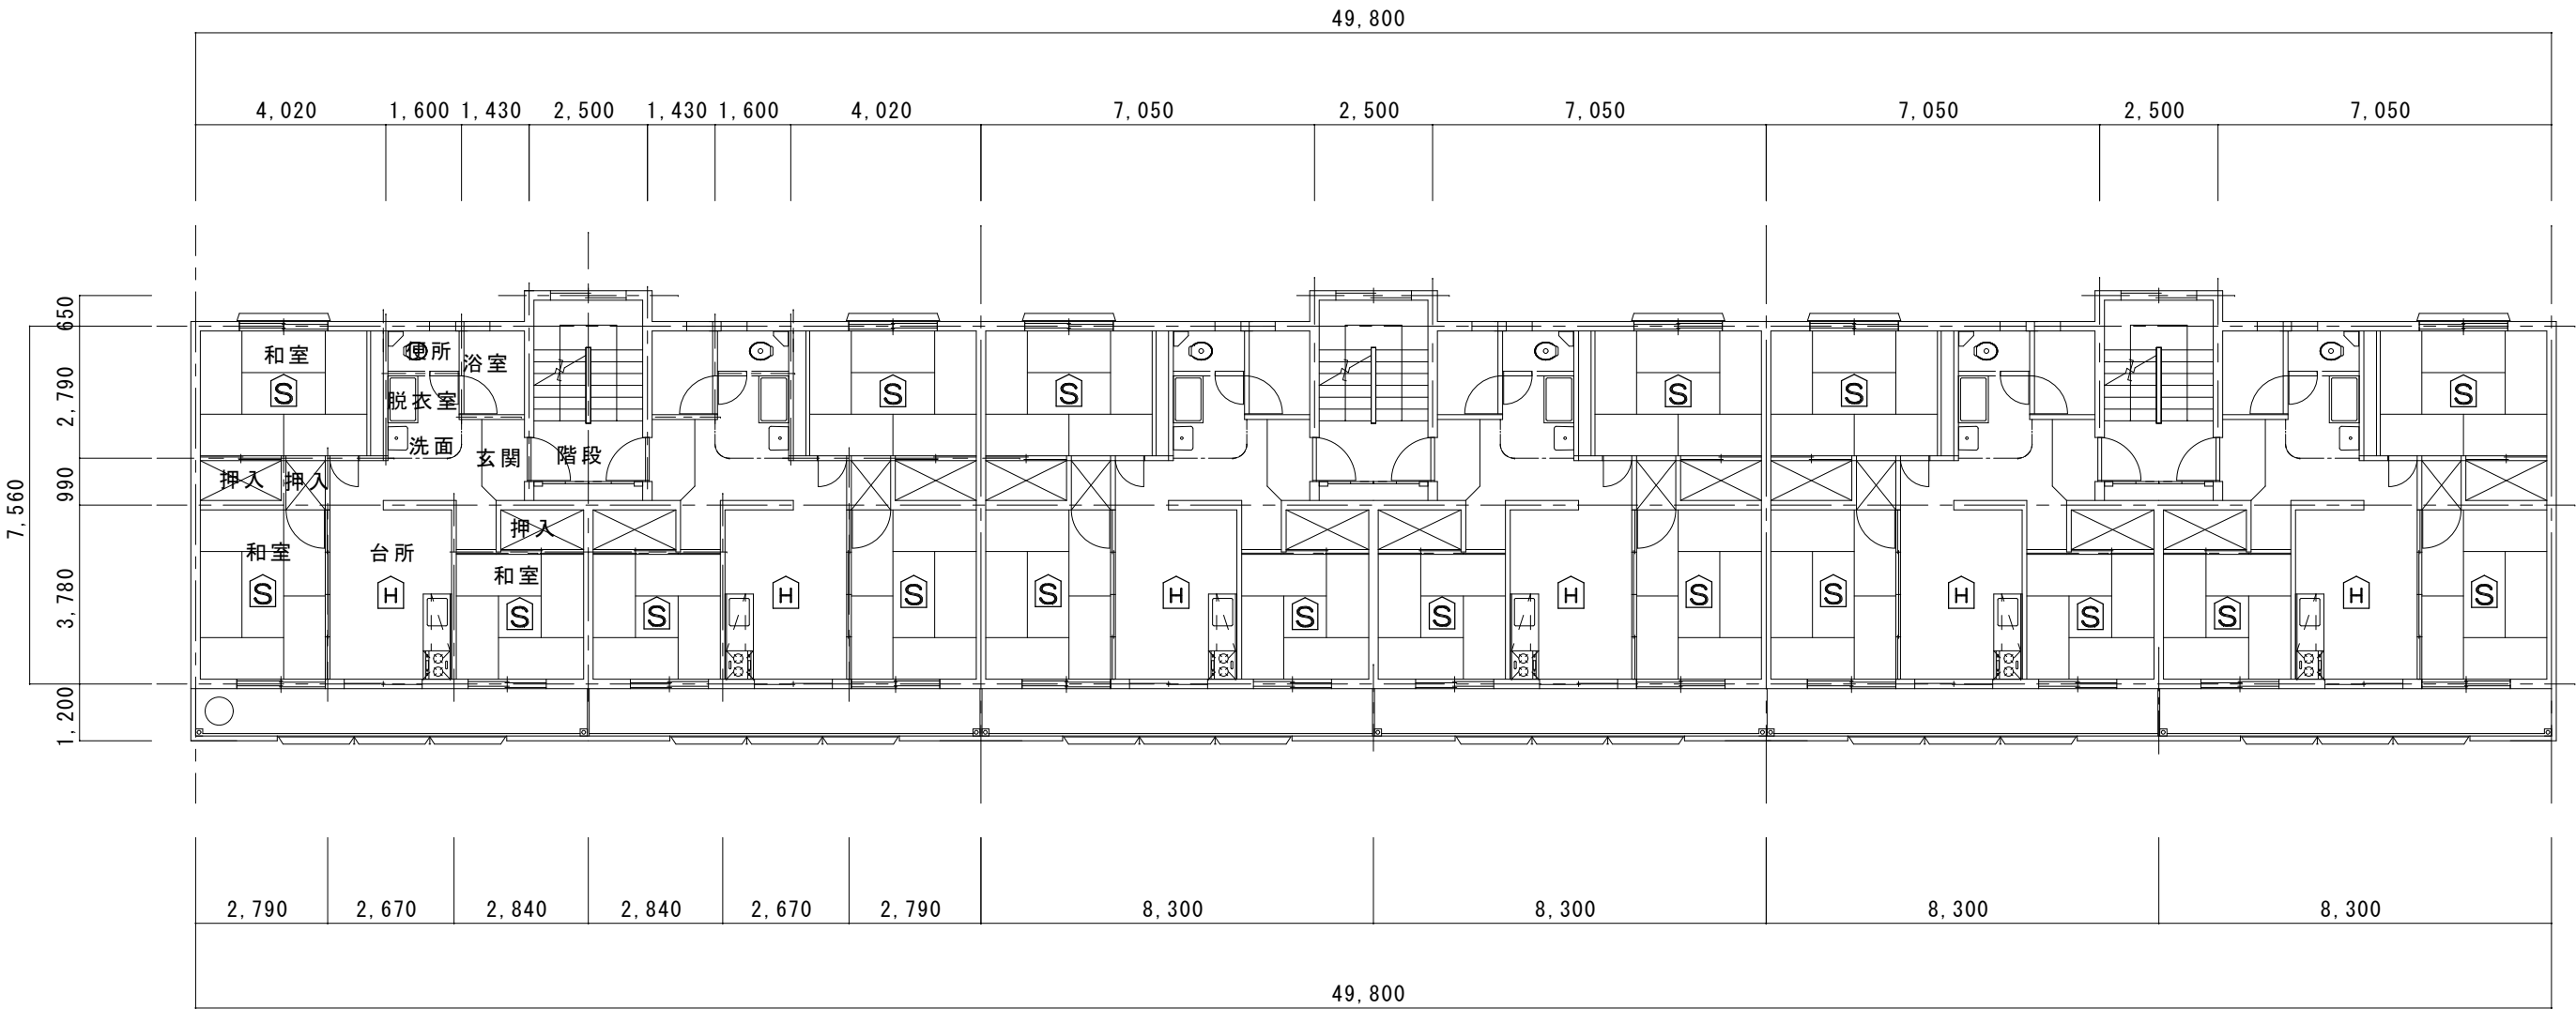 49,800
4,020 1,600 1,430 2,500 1,430 1,600 4,020 7,050 2,500 7,050 7,050 2,500 7,050
650
2,790
990
7,560
3,780
1,200
和室 便所 浴室
S S S S S S
脱衣室
洗面 玄関 階段
押入 押入
押入
和室 台所 和室
S H S S H S S H S S H S S H S S H S
2,790 2,670 2,840 2,840 2,670 2,790 8,300 8,300 8,300 8,300
49,800